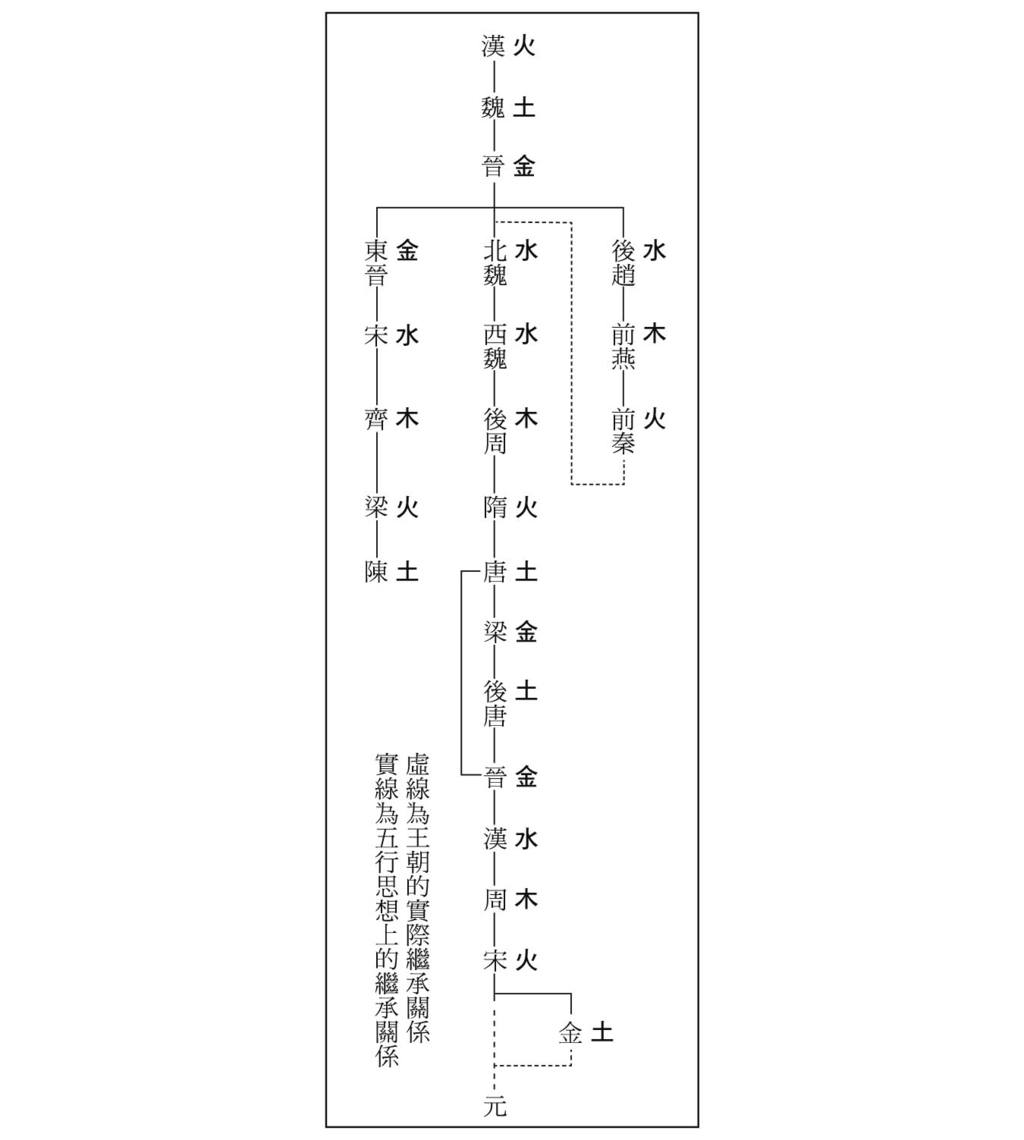 漢 火
魏 土
晉 金
東晉 金
北魏 水
後趙 水
宋 水
西魏 水
前燕 木
齊 木
後周 木
前秦 火
梁 火
隋 火
陳 土
唐 土
梁 金
後唐 土
晉 金
漢 水
周 木
宋 火
金 土
元
虛線為王朝的實際繼承關係
實線為五行思想上的繼承關係